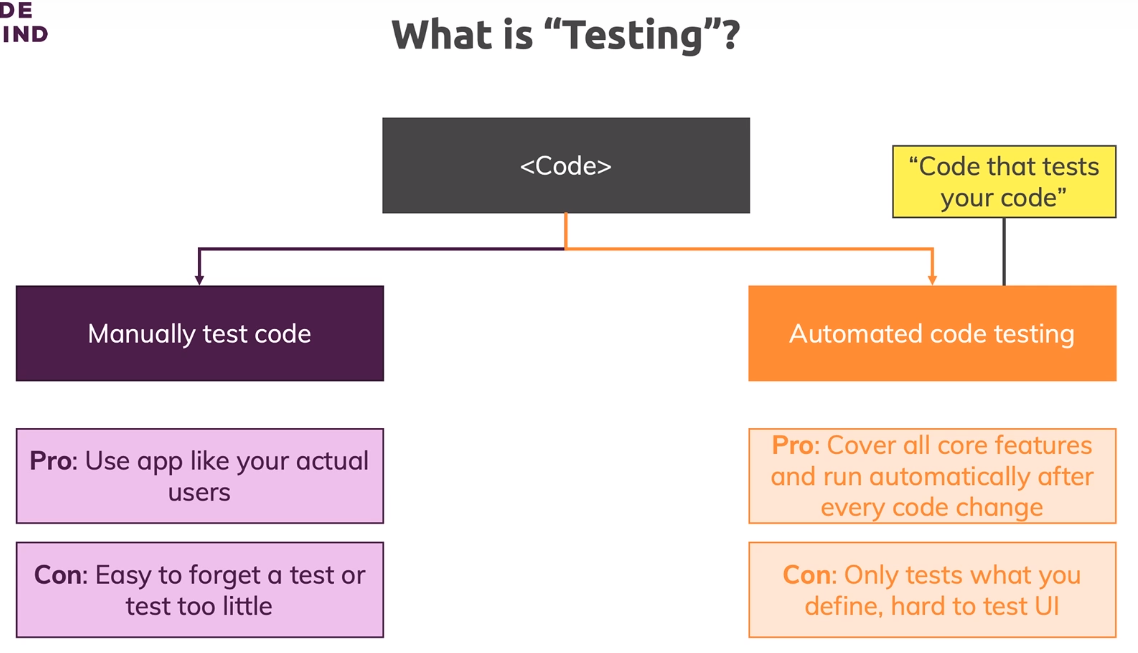 DE
IND
What is “Testing”?
<Code>
“Code that tests
your code”
Manually test code
Automated code testing
Pro: Use app like your actual
users
Pro: Cover all core features
and run automatically after
every code change
Con: Easy to forget a test or
test too little
Con: Only tests what you
define, hard to test UI